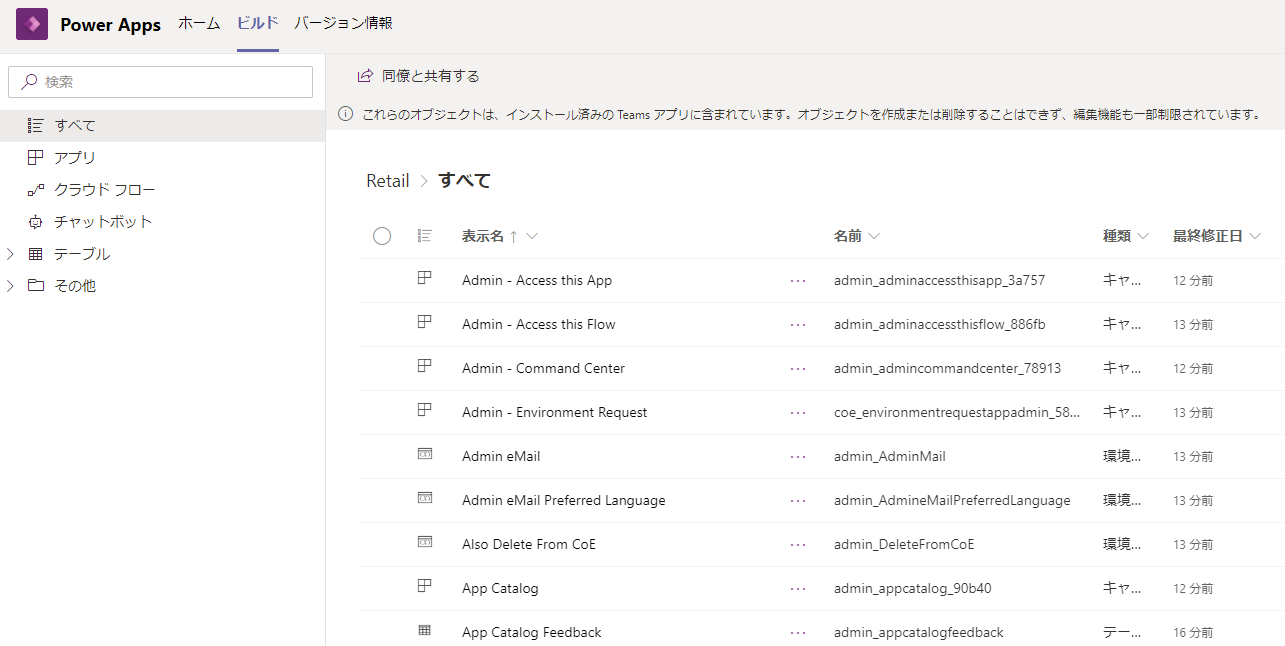 Power Apps ホーム ビルド バージョン情報
検索
すべて
アプリ
クラウド フロー
チャットボット
テーブル
その他
同僚と共有する
これらのオブジェクトは、インストール済みの Teams アプリに含まれています。オブジェクトを作成または削除することはできず、編集機能も一部制限されています。
Retail > すべて
表示名 ↑ 名前 種類 最終修正日
Admin - Access this App ... admin_adminaccessthisapp_3a757 キャ... 12 分前
Admin - Access this Flow ... admin_adminaccessthisflow_886fb キャ... 13 分前
Admin - Command Center ... admin_admincommandcenter_78913 キャ... 12 分前
Admin - Environment Request ... coe_environmentrequestappadmin_58... キャ... 13 分前
Admin eMail ... admin_AdminMail 環境... 13 分前
Admin eMail Preferred Language ... admin_AdmineMailPreferredLanguage 環境... 13 分前
Also Delete From CoE ... admin_DeleteFromCoE 環境... 13 分前
App Catalog ... admin_appcatalog_90b40 キャ... 12 分前
App Catalog Feedback ... admin_appcatalogfeedback テー... 16 分前